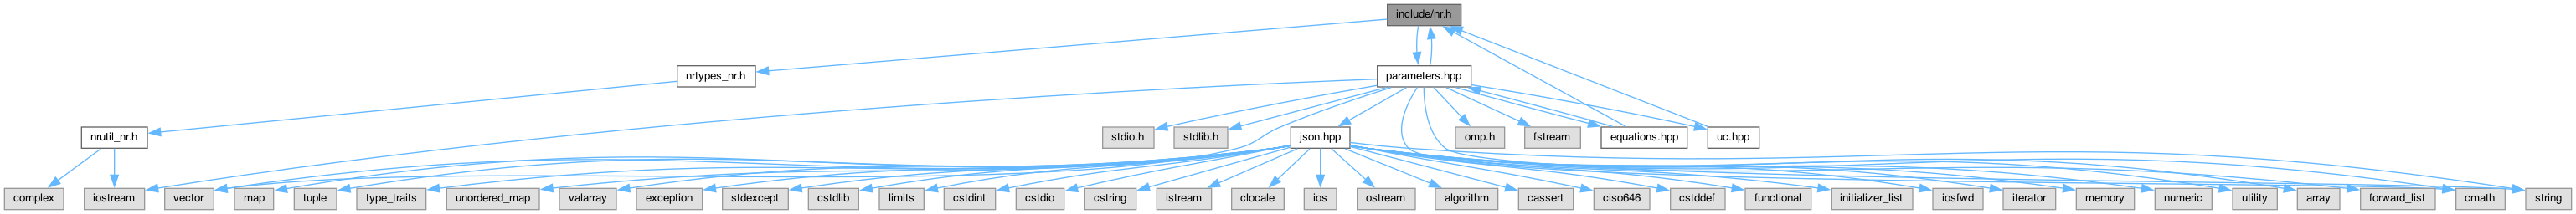 include/nr.h
nrtypes_nr.h
parameters.hpp
nrutil_nr.h
stdio.h
stdlib.h
json.hpp
omp.h
fstream
equations.hpp
uc.hpp
complex
iostream
vector
map
tuple
type_traits
unordered_map
valarray
exception
stdexcept
cstdlib
limits
cstdint
cstdio
cstring
istream
clocale
ios
ostream
algorithm
cassert
ciso646
cstddef
functional
initializer_list
iosfwd
iterator
memory
numeric
utility
array
forward_list
cmath
string